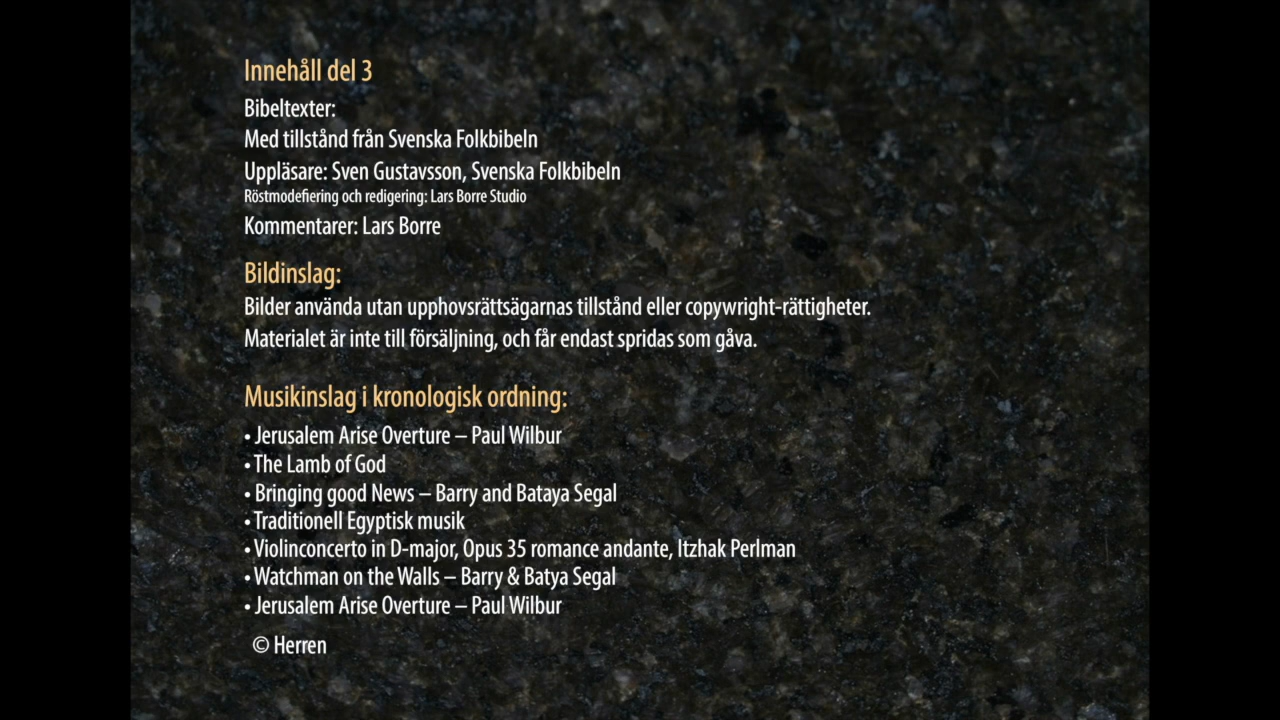 Innehåll del 3
Bibeltexter:
Med tillstånd från Svenska Folkbibeln
Uppläsare: Sven Gustavsson, Svenska Folkbibeln
Röstmodefiering och redigering: Lars Borre Studio
Kommentarer: Lars Borre
Bildinslag:
Bilder använda utan upphovsrättsägarnas tillstånd eller copywright-rättigheter.
Materialet är inte till försäljning, och får endast spridas som gåva.
Musikinslag i kronologisk ordning:
• Jerusalem Arise Overture – Paul Wilbur
• The Lamb of God
• Bringing good News – Barry and Bataya Segal
• Traditionell Egyptisk musik
• Violinconcerto in D-major, Opus 35 romance andante, Itzhak Perlman
• Watchman on the Walls – Barry & Batya Segal
• Jerusalem Arise Overture – Paul Wilbur
© Herren